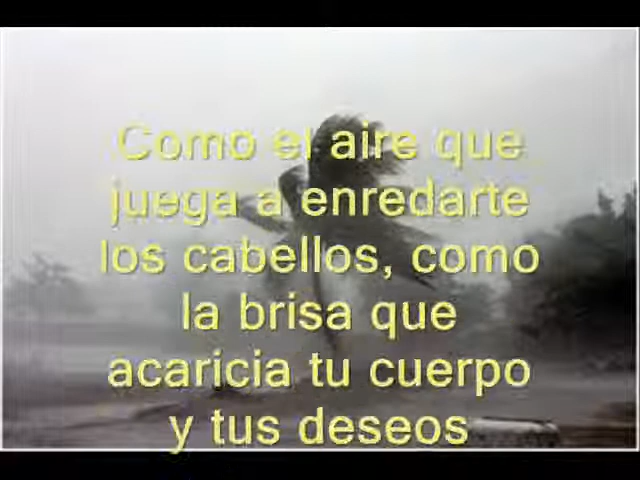 Como el aire que
juega a enredarte
los cabellos, como
la brisa que
acaricia tu cuerpo
y tus deseos